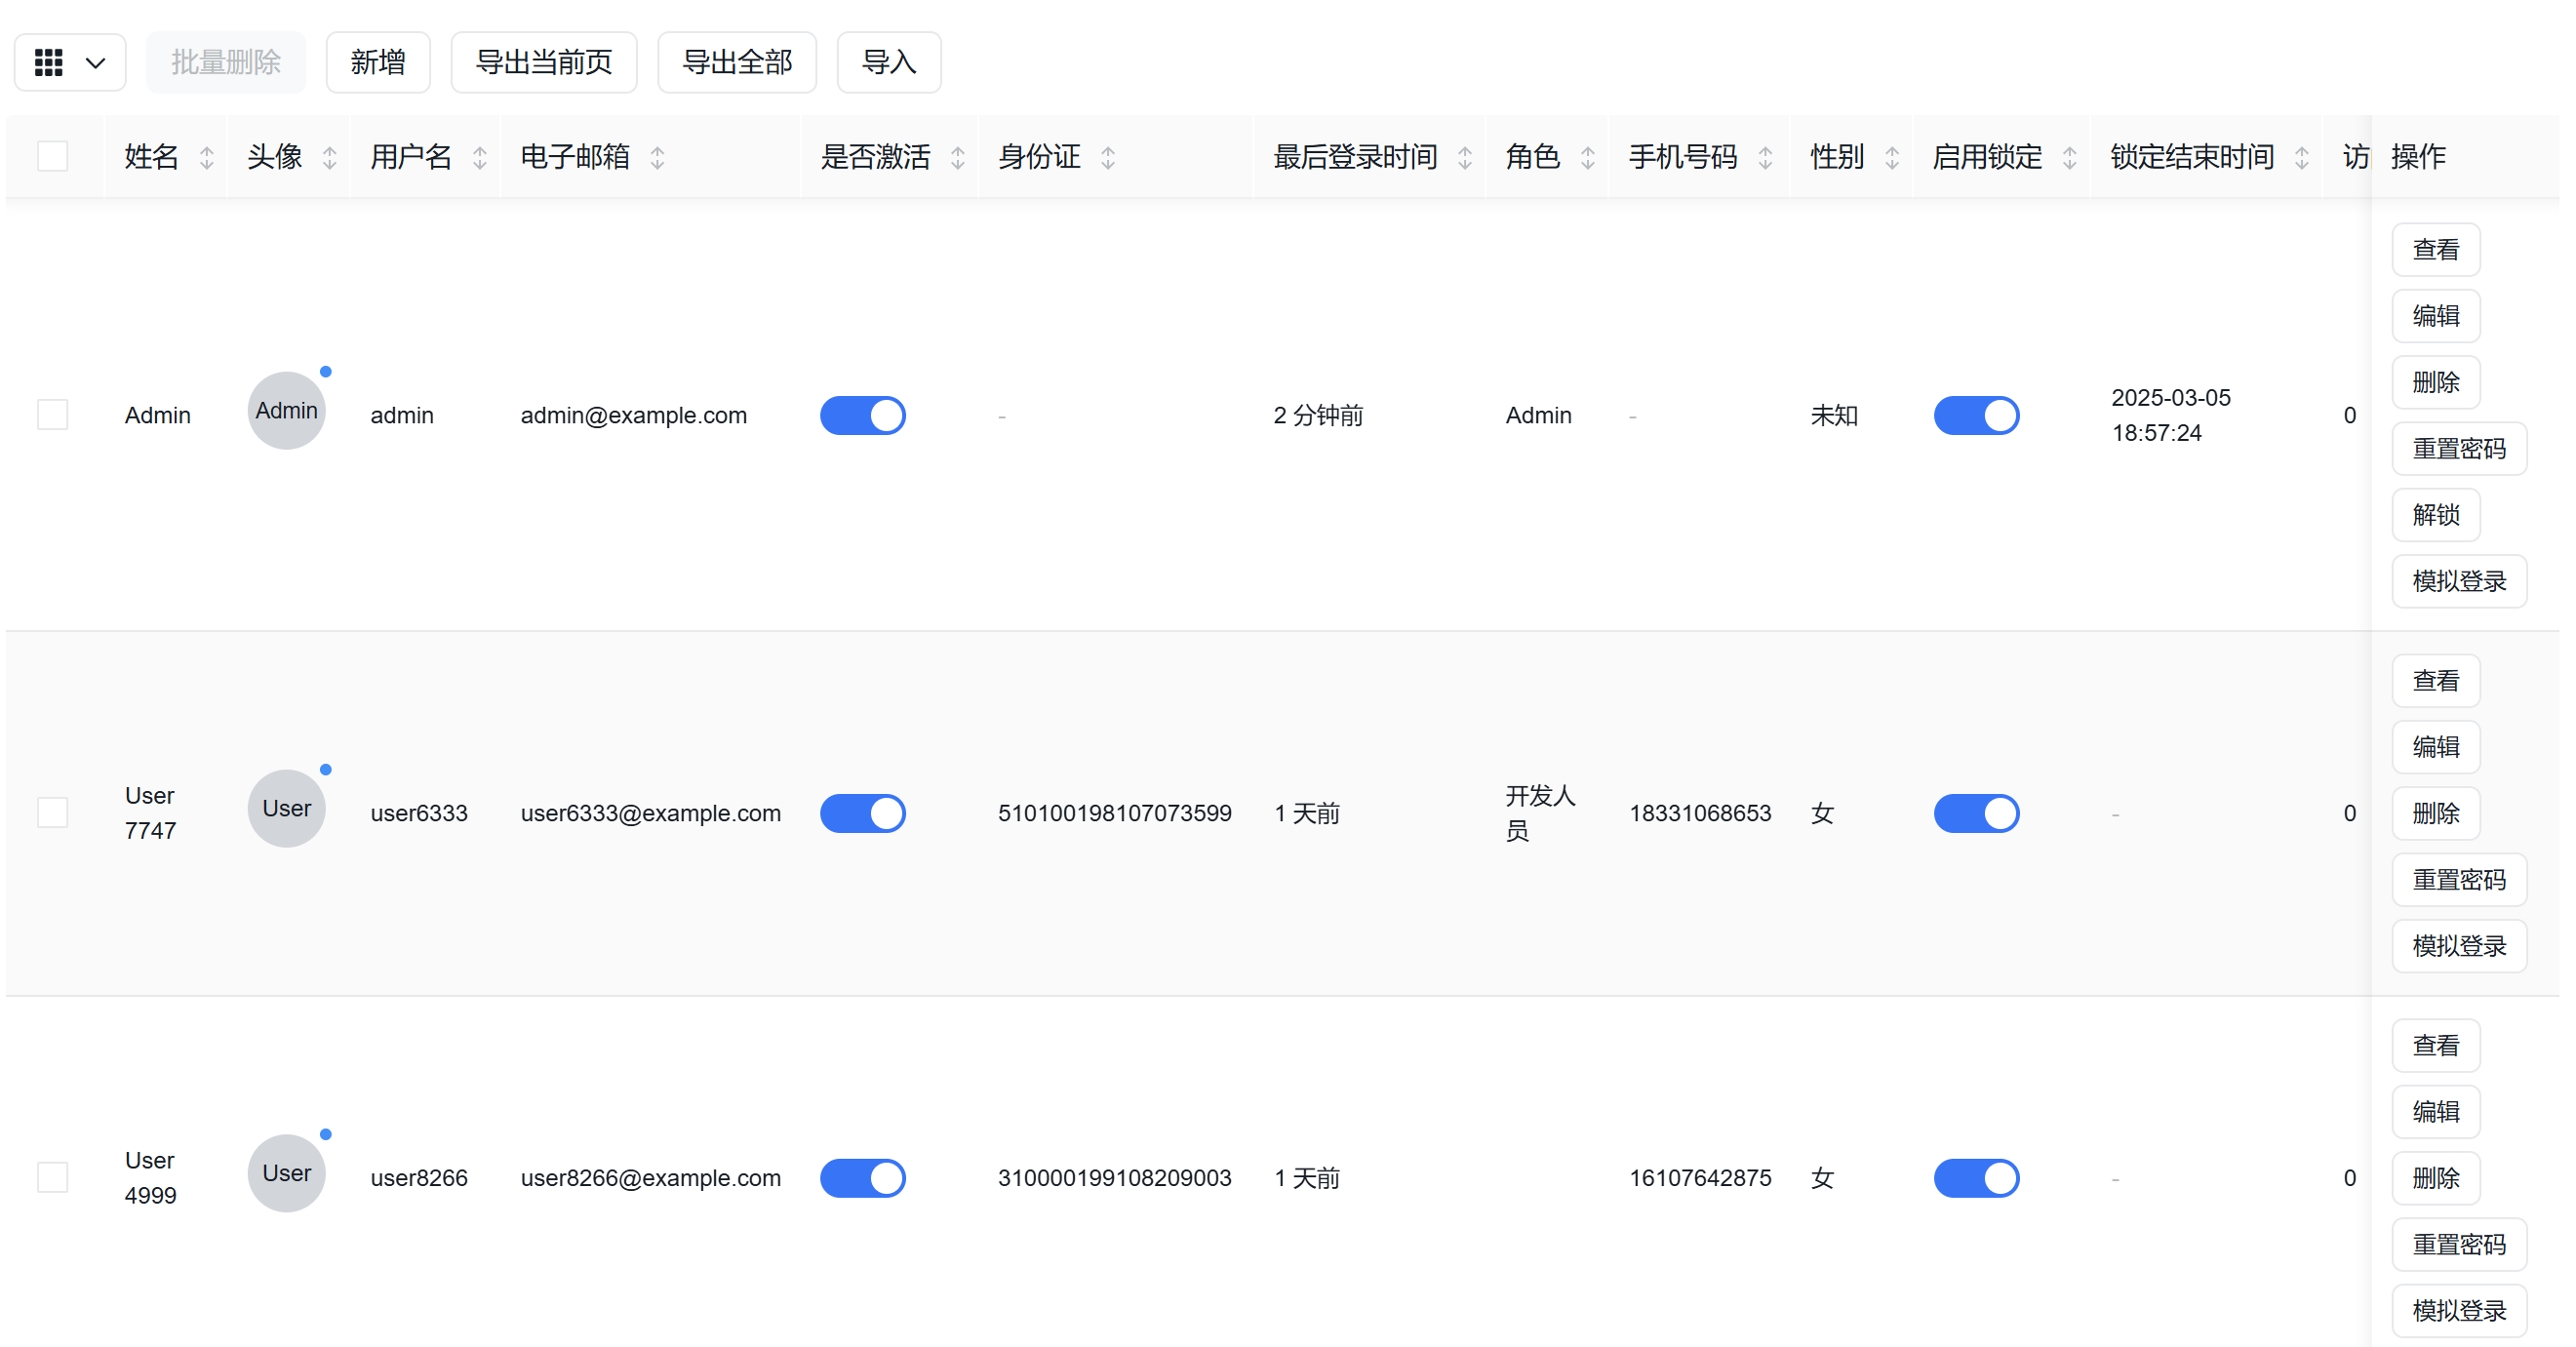 批量删除 新增 导出当前页 导出全部 导入
姓名 头像 用户名 电子邮箱 是否激活 身份证 最后登录时间 角色 手机号码 性别 启用锁定 锁定结束时间 访 操作
查看
编辑
删除
Admin Admin admin admin@example.com - 2 分钟前 Admin - 未知 2025-03-05 0
18:57:24
重置密码
解锁
模拟登录
查看
编辑
User User user6333 user6333@example.com 510100198107073599 1 天前 开发人 18331068653 女 - 0 删除
7747 员
重置密码
模拟登录
查看
编辑
User User user8266 user8266@example.com 310000199108209003 1 天前 16107642875 女 - 0 删除
4999
重置密码
模拟登录